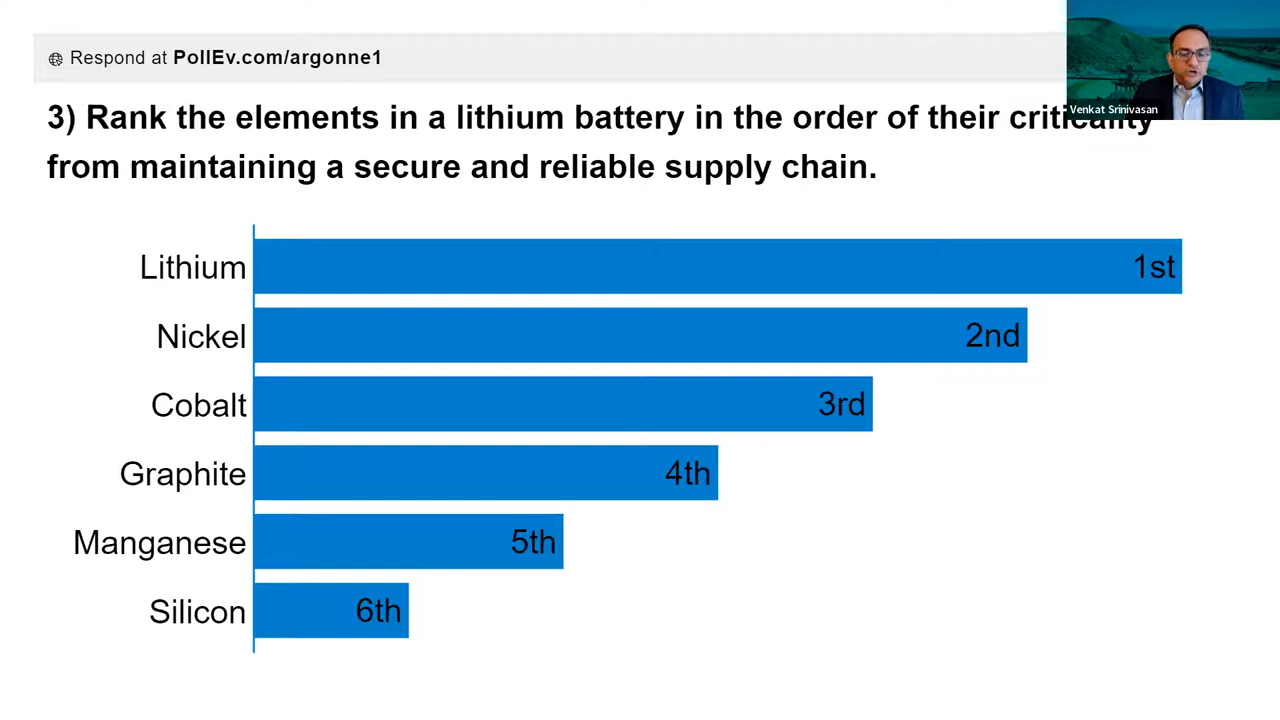 Respond at PollEv.com/argonne1
Venkat Srinivasan
3) Rank the elements in a lithium battery in the order of their criticality
from maintaining a secure and reliable supply chain.
Lithium 1st
Nickel 2nd
Cobalt 3rd
Graphite 4th
Manganese 5th
Silicon 6th